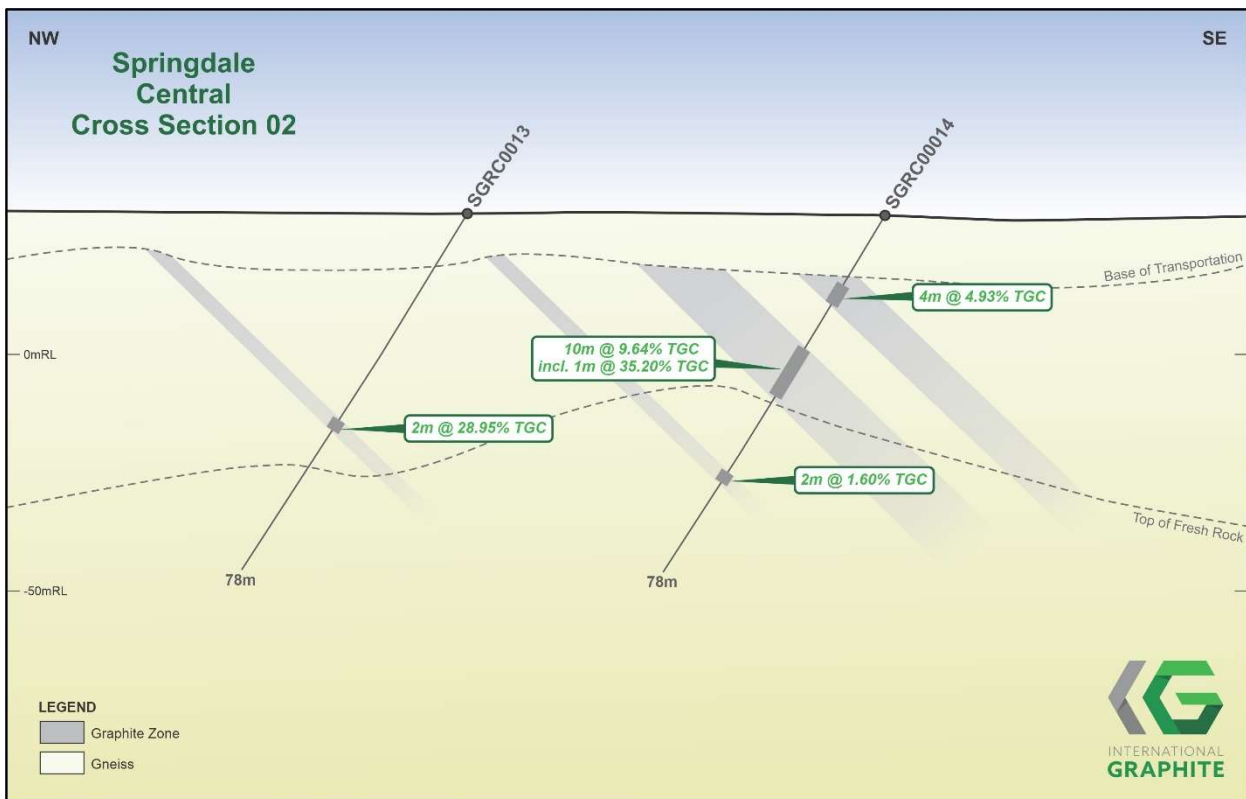 NW
SE
Springdale
Central
Cross Section 02
SGRC0013
SGRC00014
Base of Transportation
4m @ 4.93% TGC
10m @ 9.64% TGC
incl. 1m @ 35.20% TGC
0mRL
2m @ 28.95% TGC
2m @ 1.60% TGC
Top of Fresh Rock
78m
78m
-50mRL
LEGEND
Graphite Zone
Gneiss
INTERNATIONAL
GRAPHITE